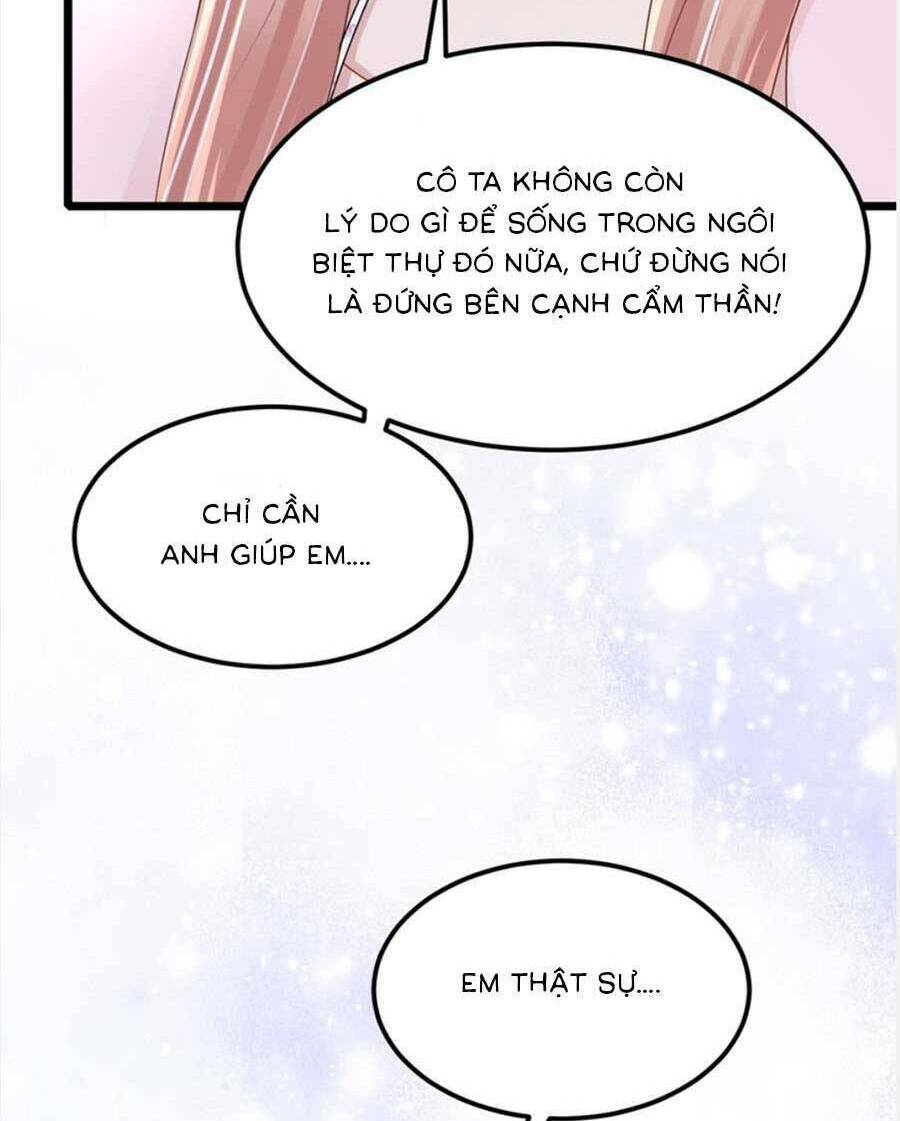 CÔ TA KHÔNG CÒN
LÝ DO GÌ ĐỂ SỐNG TRONG NGÔI
BIỆT THỰ ĐÓ NỮA, CHỨ ĐỪNG NÓI
LÀ ĐỨNG BÊN CẠNH CẨM THẦN!
CHỈ CẦN
ANH GIÚP EM....
EM THẬT SỰ....